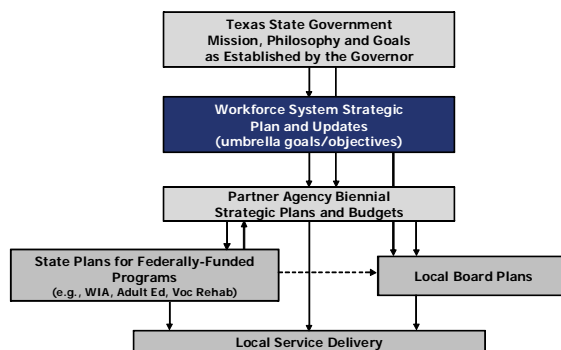 Texas State Government
Mission, Philosophy and Goals
as Established by the Governor
Workforce System Strategic
Plan and Updates
(umbrella goals/objectives)
Partner Agency Biennial
Strategic Plans and Budgets
State Plans for Federally-Funded
Programs
(e.g., WIA, Adult Ed, Voc Rehab)
Local Board Plans
Local Service Delivery